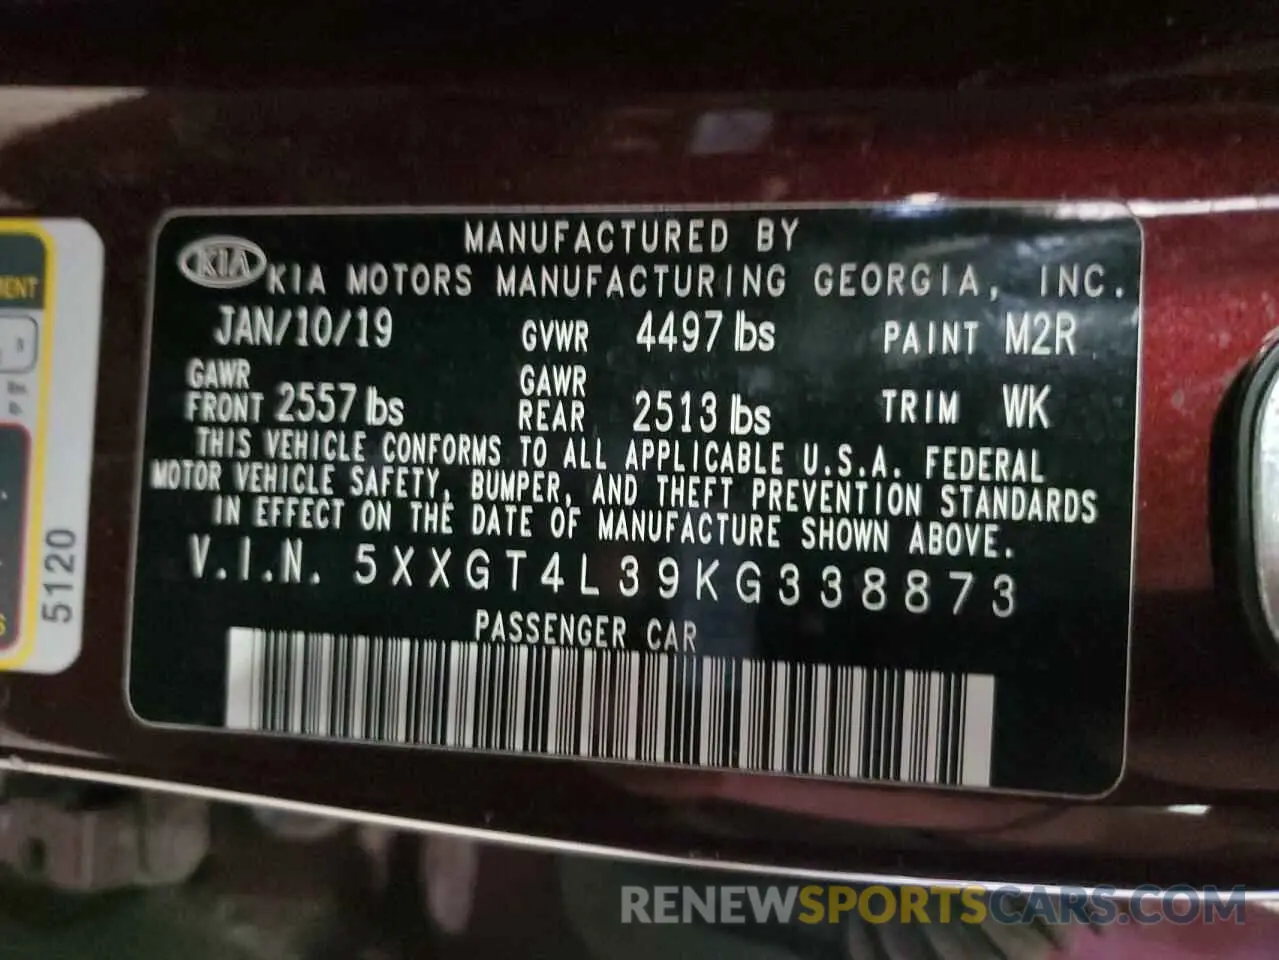 MANUFACTURED BY
KIA KIA MOTORS MANUFACTURING GEORGIA, INC.
JAN/10/19 GVWR 4497 lbs PAINT M2R
GAWR FRONT 2557 lbs GAWR REAR 2513 lbs TRIM WK
THIS VEHICLE CONFORMS TO ALL APPLICABLE U.S.A. FEDERAL
MOTOR VEHICLE SAFETY, BUMPER, AND THEFT PREVENTION STANDARDS
IN EFFECT ON THE DATE OF MANUFACTURE SHOWN ABOVE.
V.I.N. 5XXGT4L39KG338873
PASSENGER CAR
5120
RENEWSPORTSCARS.COM